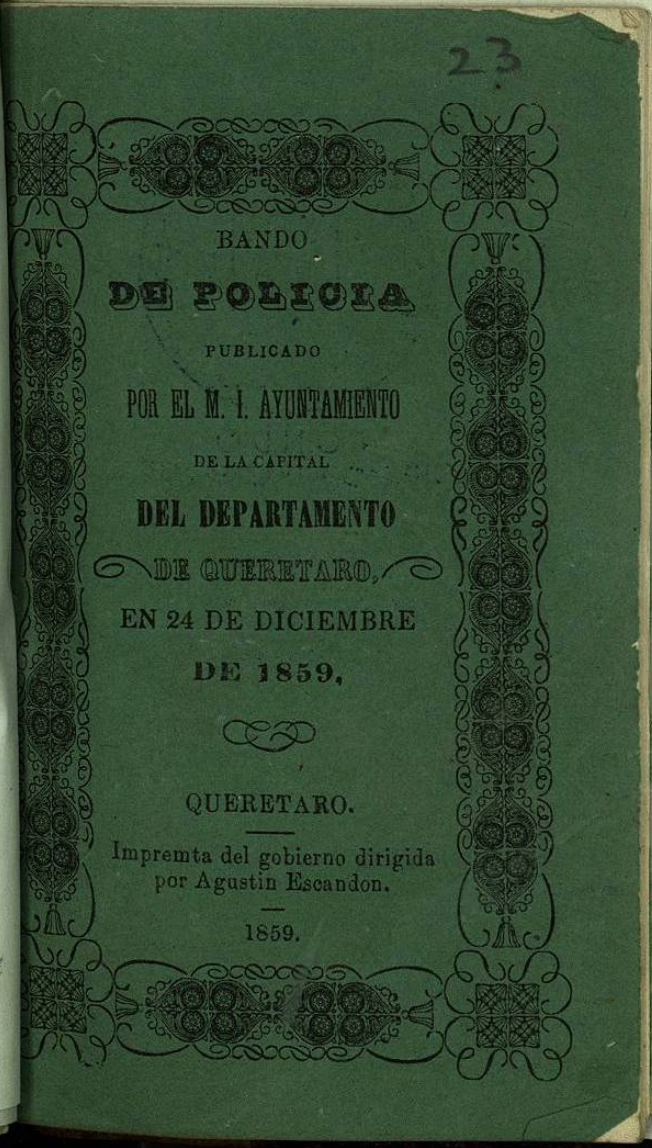 23
BANDO
DE POLICIA
PUBLICADO
POR EL M. I. AYUNTAMIENTO
DE LA CAPITAL
DEL DEPARTAMENTO
DE QUERETARO,
EN 24 DE DICIEMBRE
DE 1859,
QUERETARO.
Impremta del gobierno dirigida
por Agustin Escandon.
1859.